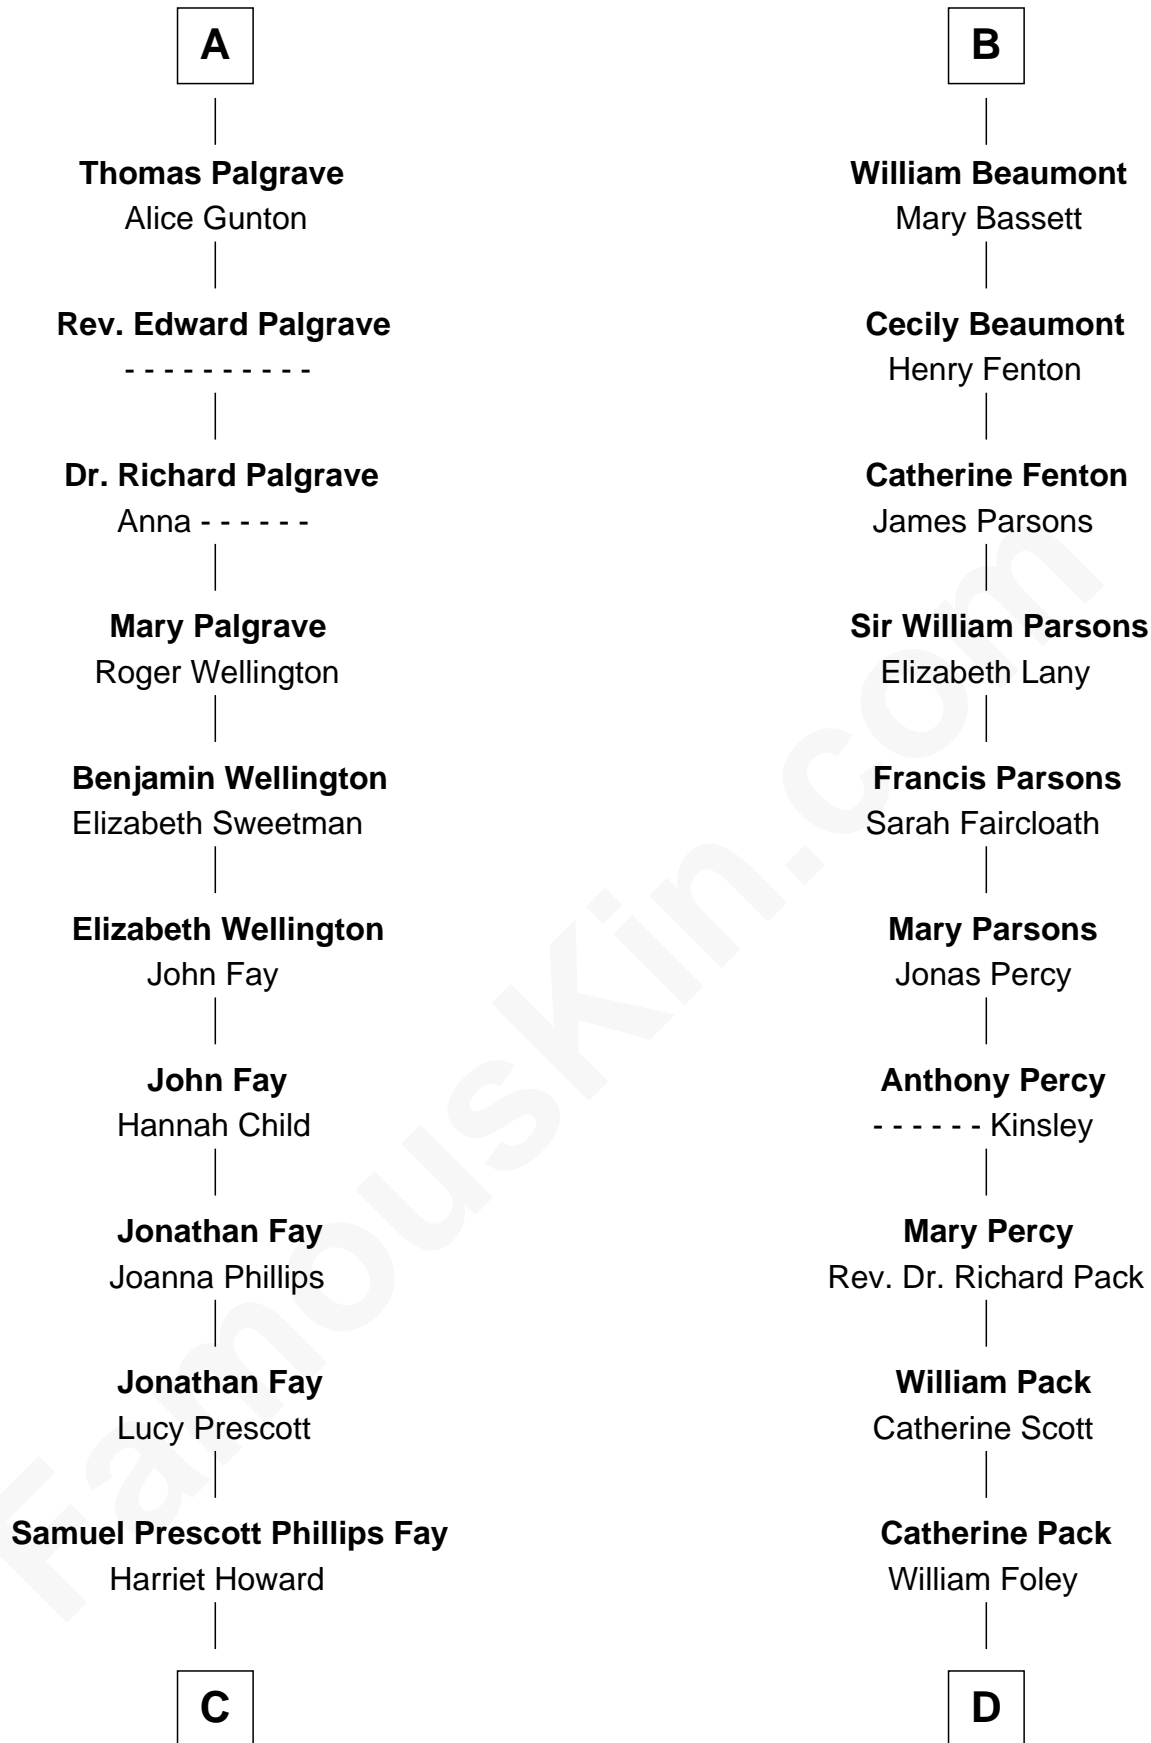 A
Thomas Palgrave
Alice Gunton
Rev. Edward Palgrave
- - - - - - - - - -
Dr. Richard Palgrave
Anna - - - - - -
Mary Palgrave
Roger Wellington
Benjamin Wellington
Elizabeth Sweetman
Elizabeth Wellington
John Fay
John Fay
Hannah Child
Jonathan Fay
Joanna Phillips
Jonathan Fay
Lucy Prescott
Samuel Prescott Phillips Fay
Harriet Howard
C
B
William Beaumont
Mary Bassett
Cecily Beaumont
Henry Fenton
Catherine Fenton
James Parsons
Sir William Parsons
Elizabeth Lany
Francis Parsons
Sarah Faircloath
Mary Parsons
Jonas Percy
Anthony Percy
- - - - - - Kinsley
Mary Percy
Rev. Dr. Richard Pack
William Pack
Catherine Scott
Catherine Pack
William Foley
D
FamousKin.com